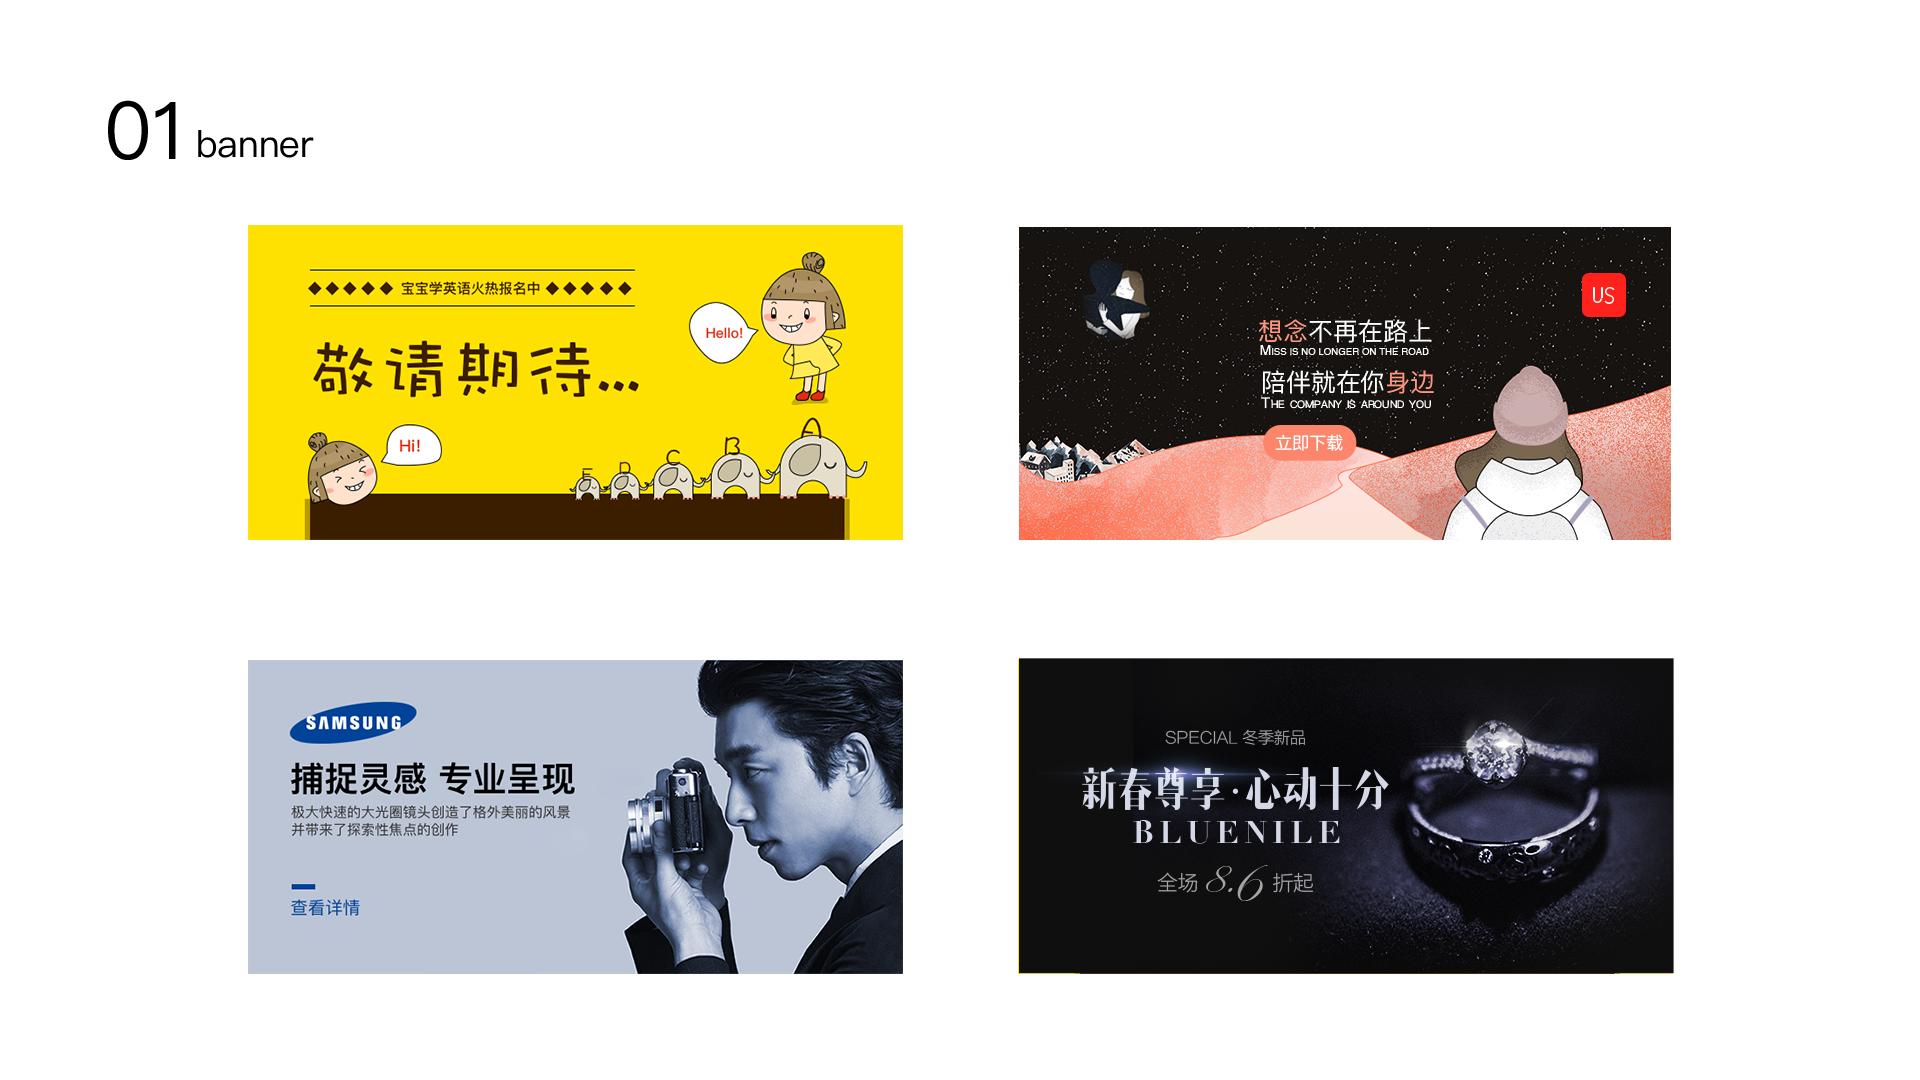 01 banner
◆◆◆◆◆ 宝宝学英语火热报名中 ◆◆◆◆◆
敬请期待...
Hello!
Hi!
E D C B A
US
想念不再在路上
MISS IS NO LONGER ON THE ROAD
陪伴就在你身边
THE COMPANY IS AROUND YOU
立即下载
SAMSUNG
捕捉灵感 专业呈现
极大快速的大光圈镜头创造了格外美丽的风景
并带来了探索性焦点的创作
查看详情
SPECIAL 冬季新品
新春尊享·心动十分
BLUENILE
全场 8.6 折起